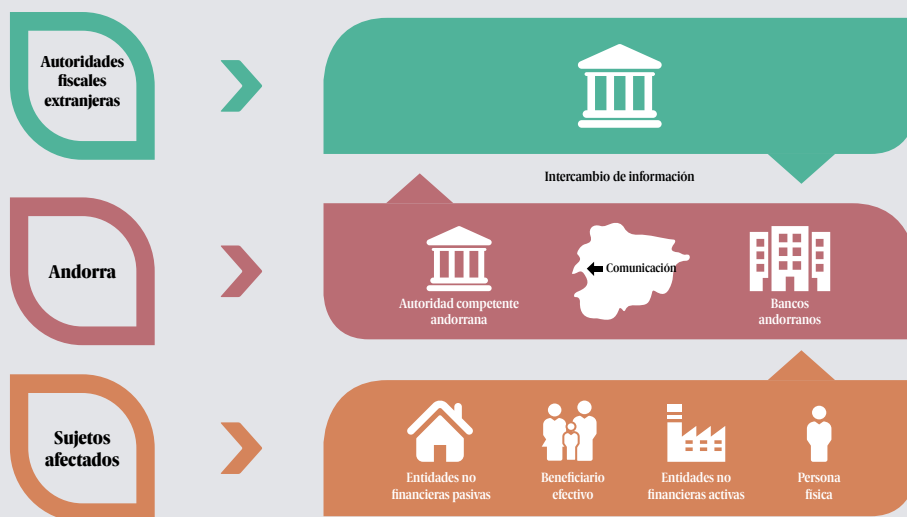 Autoridades
fiscales
extranjeras
Intercambio de información
Andorra
Autoridad competente
andorrana
Comunicación
Bancos
andorranos
Sujetos
afectados
Entidades no
financieras pasivas
Beneficiario
efectivo
Entidades no
financieras activas
Persona
física